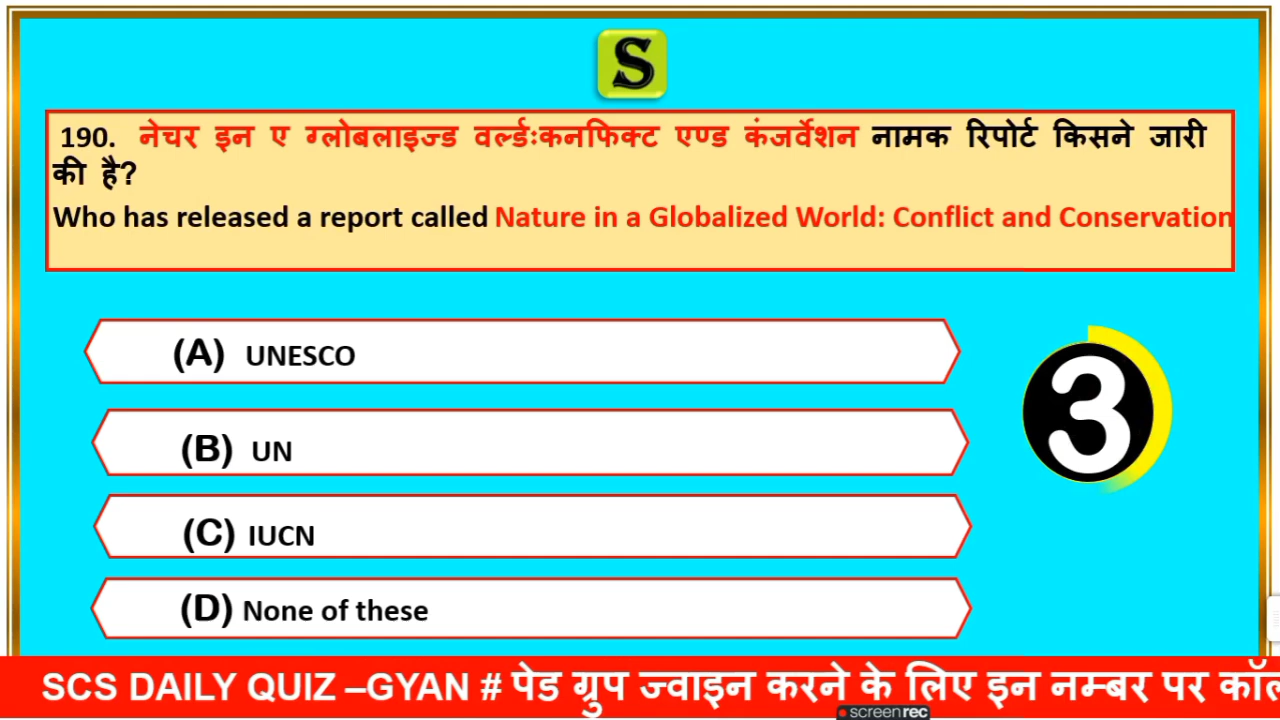 S
190. नेचर इन ए ग्लोबलाइज्ड वर्ल्डःकनफिक्ट एण्ड कंजर्वेशन नामक रिपोर्ट किसने जारी
की है?
Who has released a report called Nature in a Globalized World: Conflict and Conservation
(A) UNESCO
3
(B) UN
(C) IUCN
(D) None of these
SCS DAILY QUIZ –GYAN # पेड ग्रुप ज्वाइन करने के लिए इन नम्बर पर
screenrec